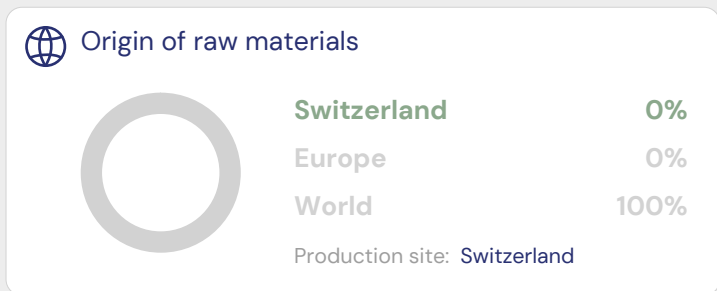 Origin of raw materials
Switzerland 0%
Europe 0%
World 100%
Production site: Switzerland